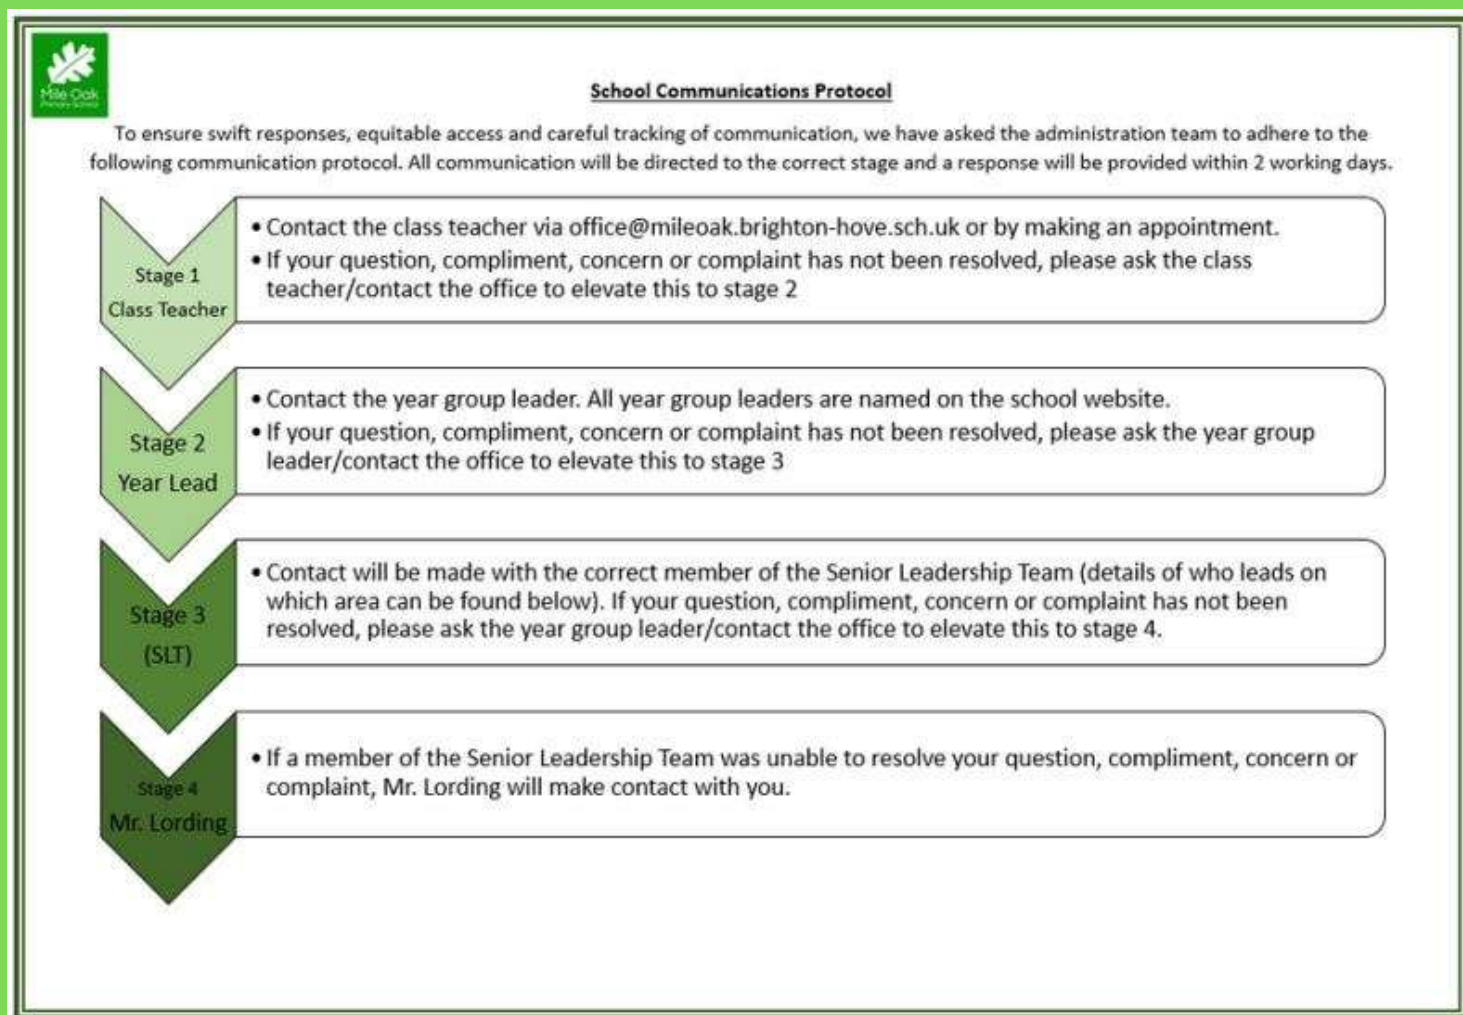 Mile Oak
Primary School
School Communications Protocol
To ensure swift responses, equitable access and careful tracking of communication, we have asked the administration team to adhere to the
following communication protocol. All communication will be directed to the correct stage and a response will be provided within 2 working days.
Stage 1
Class Teacher
• Contact the class teacher via office@mileoak.brighton-hove.sch.uk or by making an appointment.
• If your question, compliment, concern or complaint has not been resolved, please ask the class
teacher/contact the office to elevate this to stage 2
Stage 2
Year Lead
• Contact the year group leader. All year group leaders are named on the school website.
• If your question, compliment, concern or complaint has not been resolved, please ask the year group
leader/contact the office to elevate this to stage 3
Stage 3
(SLT)
• Contact will be made with the correct member of the Senior Leadership Team (details of who leads on
which area can be found below). If your question, compliment, concern or complaint has not been
resolved, please ask the year group leader/contact the office to elevate this to stage 4.
Stage 4
Mr. Lording
• If a member of the Senior Leadership Team was unable to resolve your question, compliment, concern or
complaint, Mr. Lording will make contact with you.